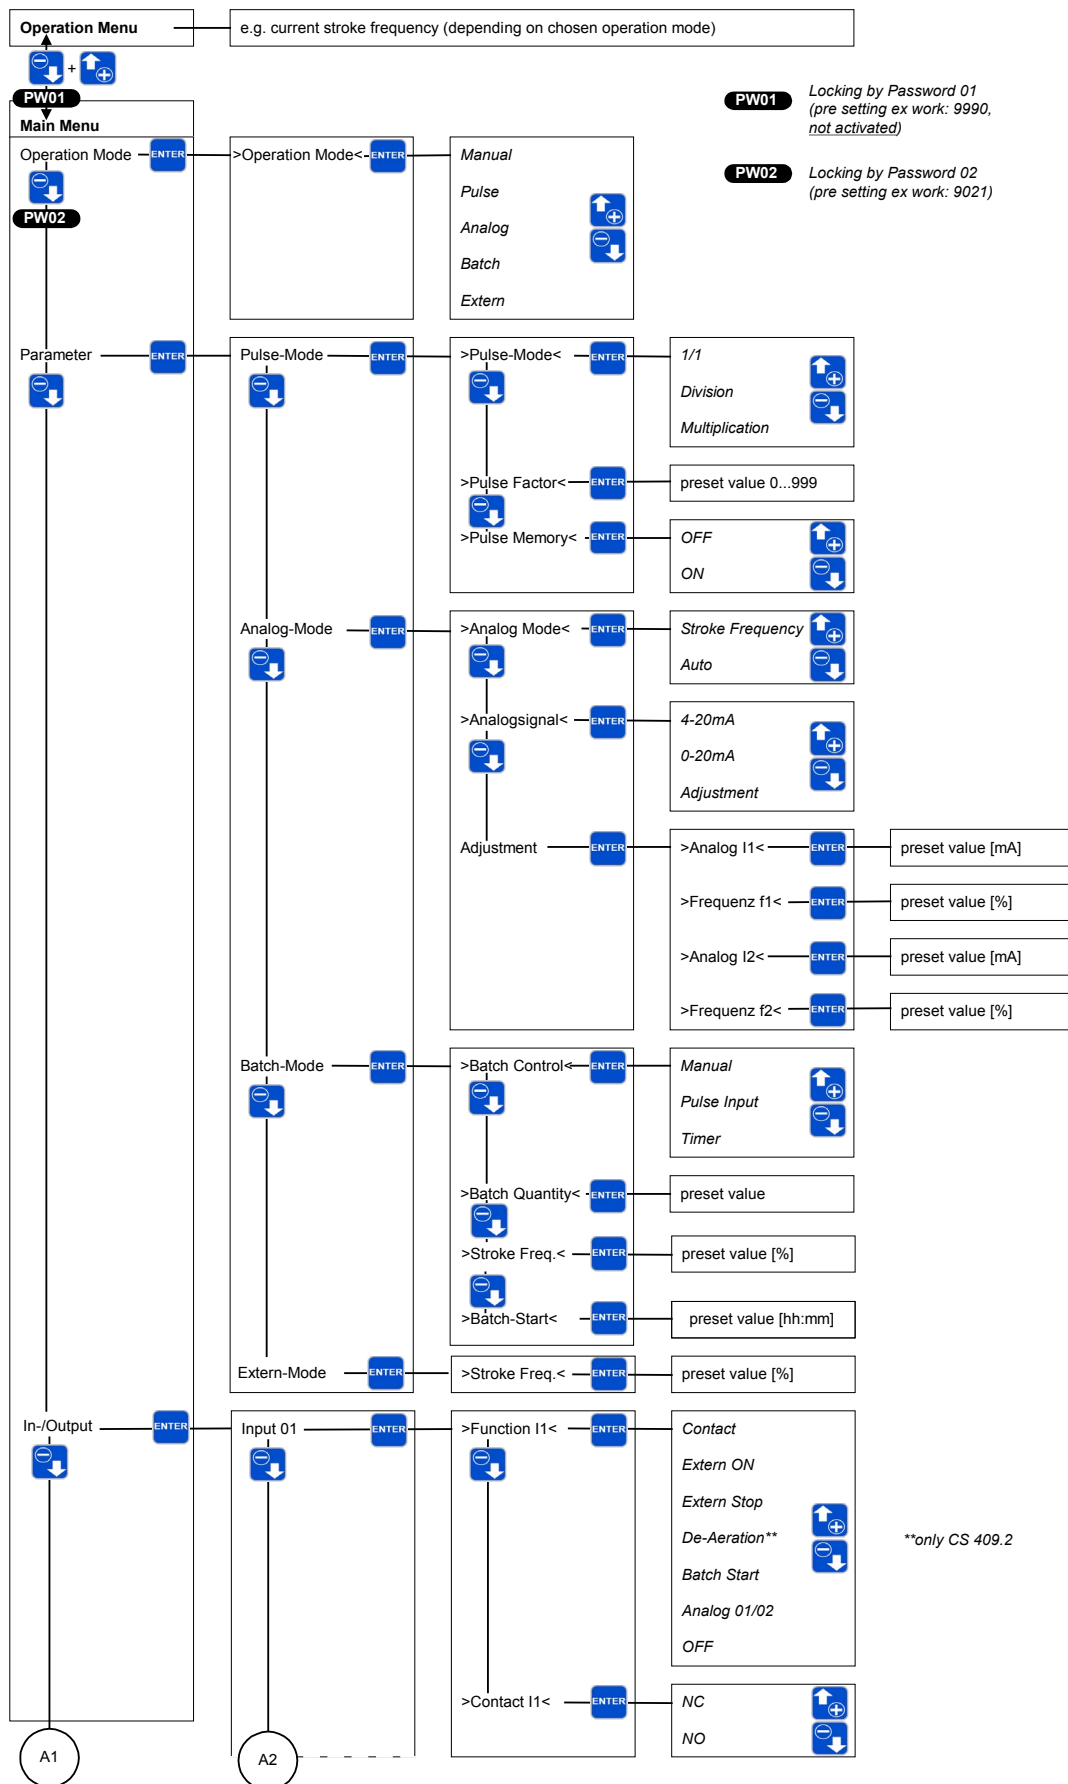 Operation Menu
e.g. current stroke frequency (depending on chosen operation mode)
+
PW01
Main Menu
PW01
Locking by Password 01
(pre setting ex work: 9990,
not activated)
PW02
Locking by Password 02
(pre setting ex work: 9021)
Operation Mode
ENTER
>Operation Mode<
ENTER
Manual
Pulse
Analog
Batch
Extern
PW02
Parameter
ENTER
Pulse-Mode
ENTER
>Pulse-Mode<
ENTER
1/1
Division
Multiplication
>Pulse Factor<
ENTER
preset value 0...999
>Pulse Memory<
ENTER
OFF
ON
Analog-Mode
ENTER
>Analog Mode<
ENTER
Stroke Frequency
Auto
>Analogsignal<
ENTER
4-20mA
0-20mA
Adjustment
Adjustment
ENTER
>Analog I1<
ENTER
preset value [mA]
>Frequenz f1<
ENTER
preset value [%]
>Analog I2<
ENTER
preset value [mA]
>Frequenz f2<
ENTER
preset value [%]
Batch-Mode
ENTER
>Batch Control<
ENTER
Manual
Pulse Input
Timer
>Batch Quantity<
ENTER
preset value
>Stroke Freq.<
ENTER
preset value [%]
>Batch-Start<
ENTER
preset value [hh:mm]
Extern-Mode
ENTER
>Stroke Freq.<
ENTER
preset value [%]
In-/Output
ENTER
Input 01
ENTER
>Function I1<
ENTER
Contact
Extern ON
Extern Stop
De-Aeration**
Batch Start
Analog 01/02
OFF
**only CS 409.2
>Contact I1<
ENTER
NC
NO
A1
A2